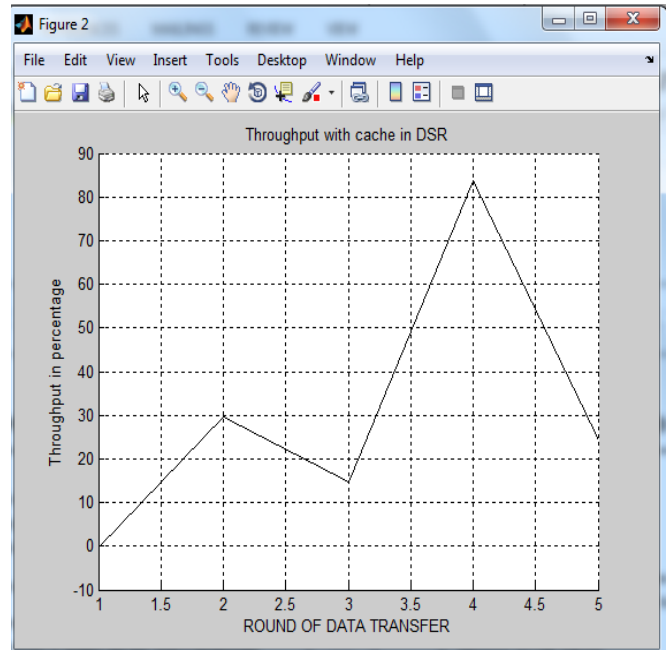 Figure 2
File Edit View Insert Tools Desktop Window Help
Throughput with cache in DSR
90
80
70
60
50
40
30
20
10
0
-10
Throughput in percentage
1 1.5 2 2.5 3 3.5 4 4.5 5
ROUND OF DATA TRANSFER